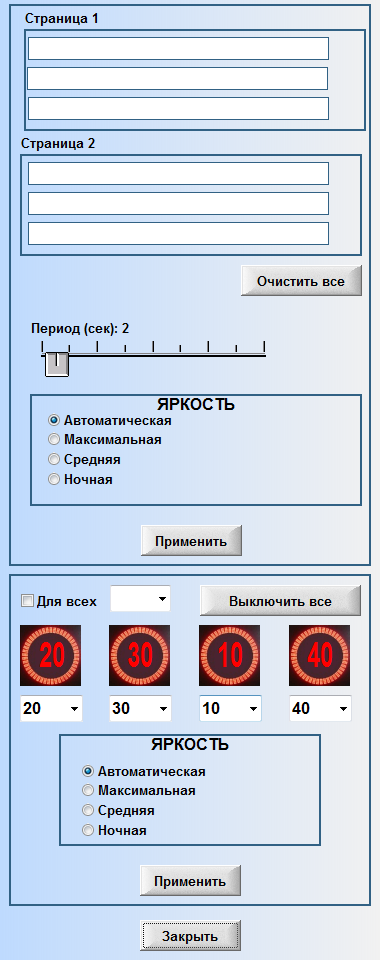 Страница 1
Страница 2
Очистить все
Период (сек): 2
ЯРКОСТЬ
Автоматическая
Максимальная
Средняя
Ночная
Применить
Для всех
Выключить все
20 30 10 40
20 30 10 40
ЯРКОСТЬ
Автоматическая
Максимальная
Средняя
Ночная
Применить
Закрыть